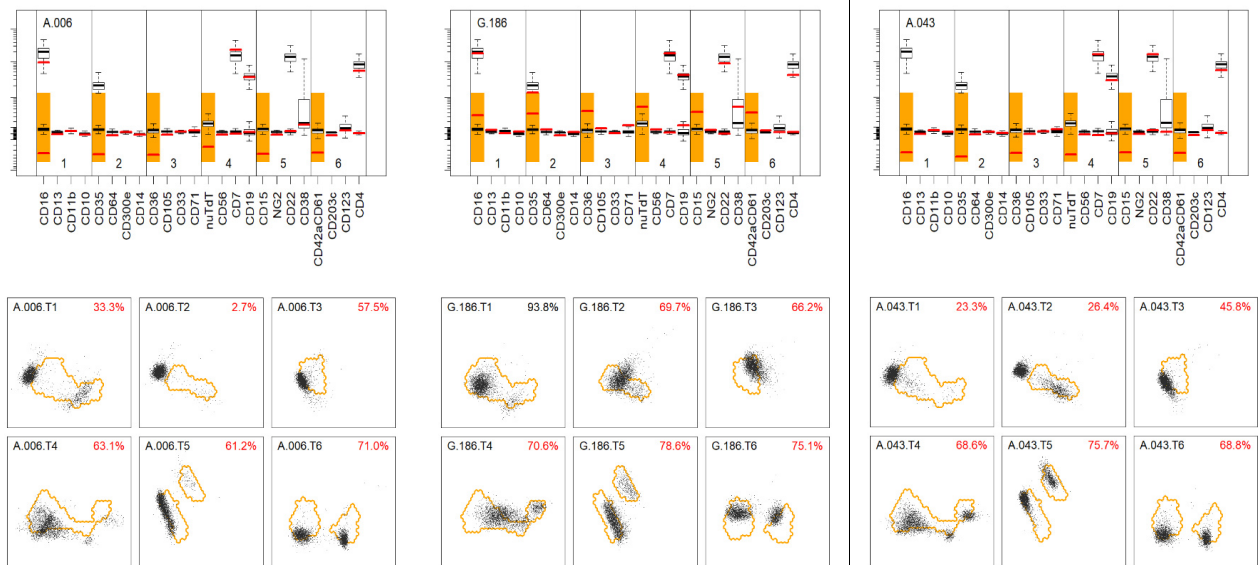 A.006
1 2 3 4 5 6
CD16 CD13 CD11b CD10 CD35 CD64 CD300e CD14 CD36 CD105 CD33 CD71 nuTdT CD56 CD7 CD19 CD15 NG2 CD22 CD38 CD42aCD61 CD203c CD123 CD4
G.186
1 2 3 4 5 6
CD16 CD13 CD11b CD10 CD35 CD64 CD300e CD14 CD36 CD105 CD33 CD71 nuTdT CD56 CD7 CD19 CD15 NG2 CD22 CD38 CD42aCD61 CD203c CD123 CD4
A.043
1 2 3 4 5 6
CD16 CD13 CD11b CD10 CD35 CD64 CD300e CD14 CD36 CD105 CD33 CD71 nuTdT CD56 CD7 CD19 CD15 NG2 CD22 CD38 CD42aCD61 CD203c CD123 CD4
A.006.T1 33.3% A.006.T2 2.7% A.006.T3 57.5%
A.006.T4 63.1% A.006.T5 61.2% A.006.T6 71.0%
G.186.T1 93.8% G.186.T2 69.7% G.186.T3 66.2%
G.186.T4 70.6% G.186.T5 78.6% G.186.T6 75.1%
A.043.T1 23.3% A.043.T2 26.4% A.043.T3 45.8%
A.043.T4 68.6% A.043.T5 75.7% A.043.T6 68.8%